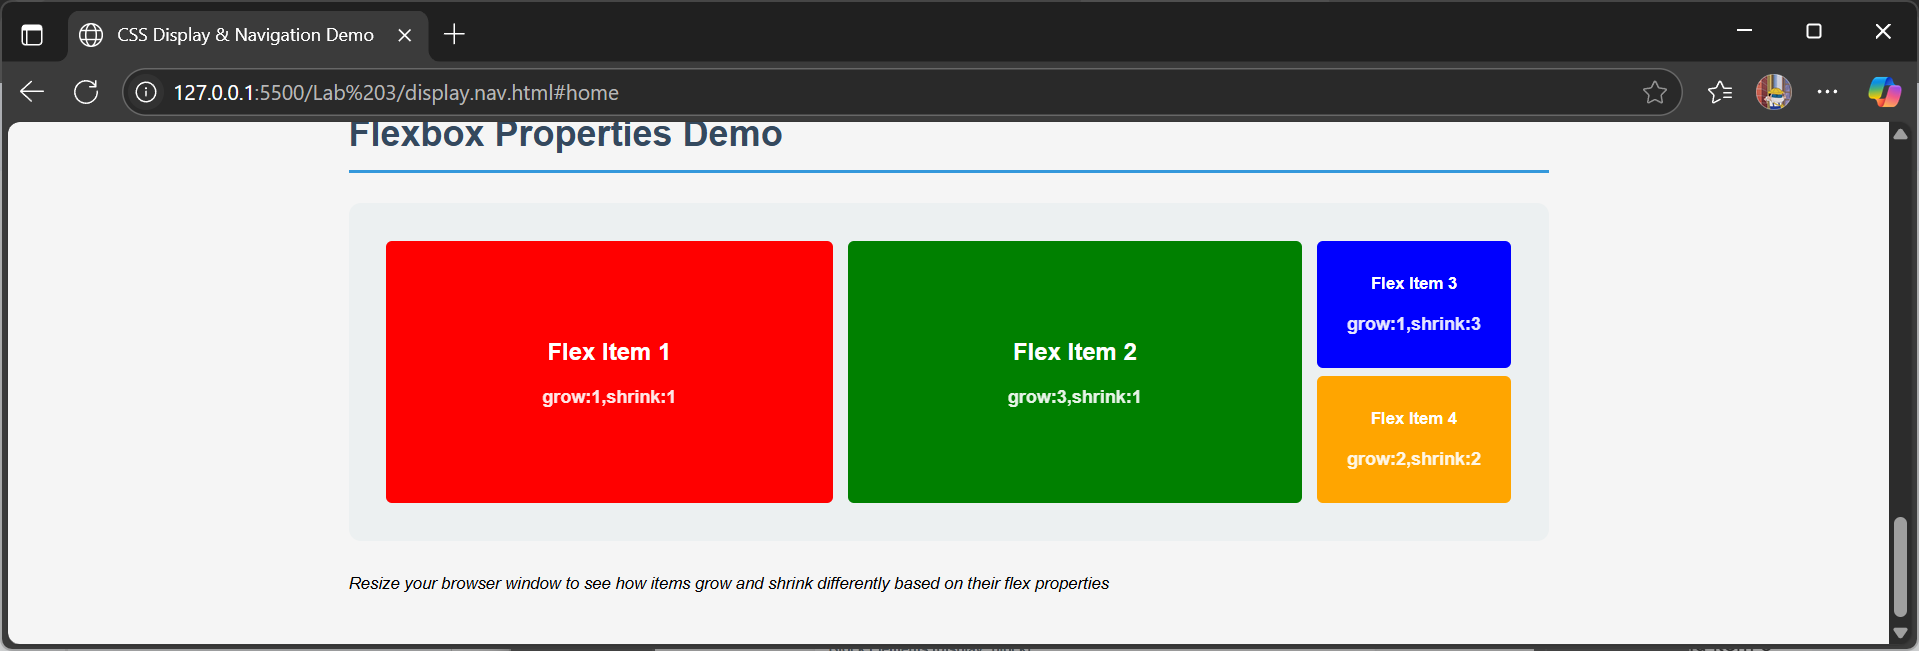 CSS Display & Navigation Demo
127.0.0.1:5500/Lab%203/display.nav.html#home
Flexbox Properties Demo
Flex Item 1
grow:1,shrink:1
Flex Item 2
grow:3,shrink:1
Flex Item 3
grow:1,shrink:3
Flex Item 4
grow:2,shrink:2
Resize your browser window to see how items grow and shrink differently based on their flex properties